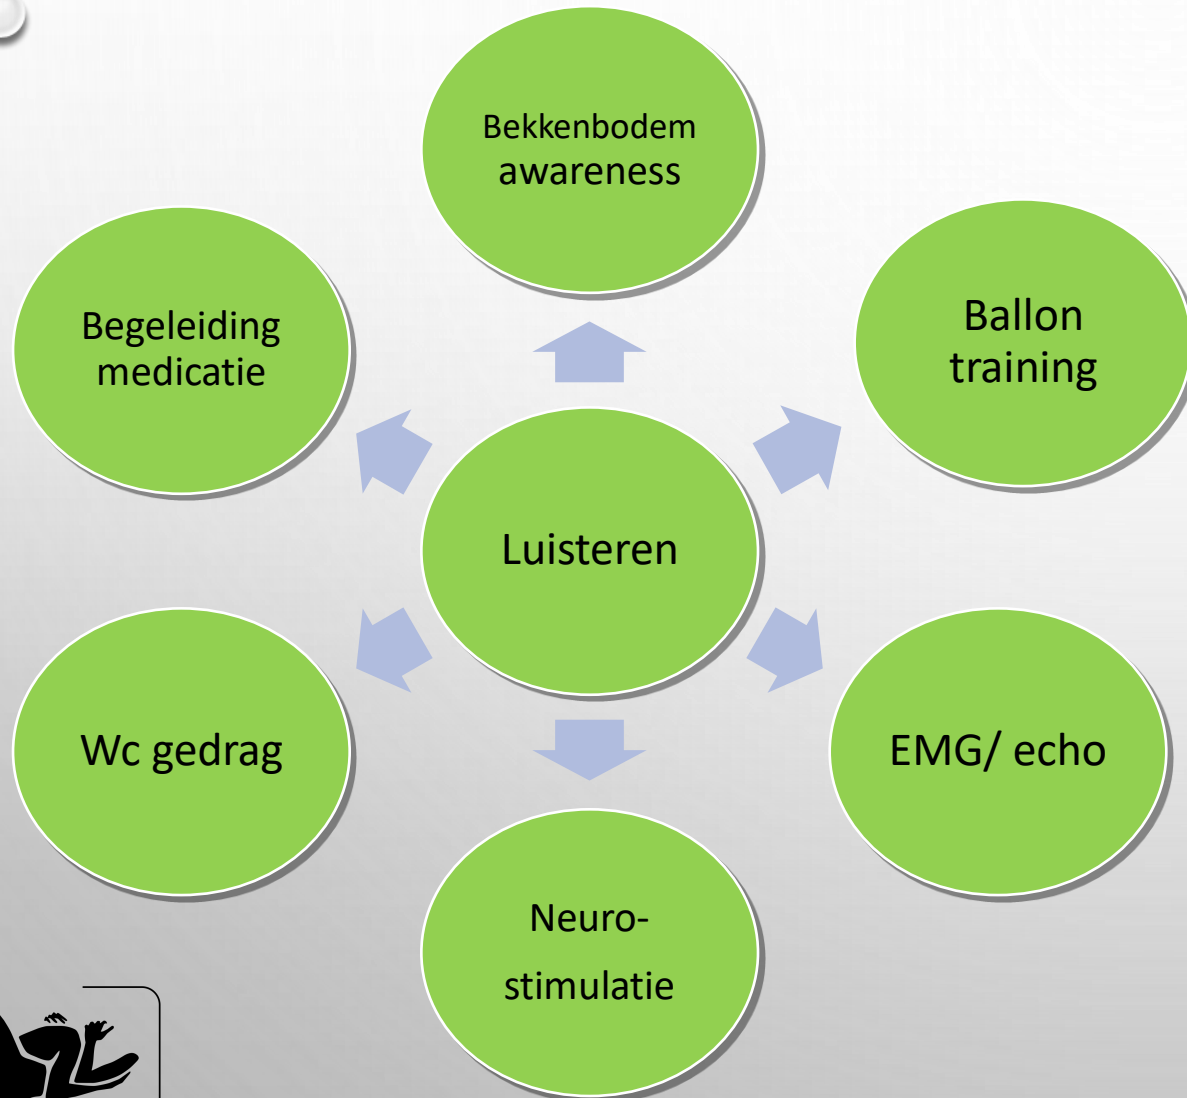 Bekkenbodem
awareness
Begeleiding
medicatie
Ballon
training
Luisteren
Wc gedrag
EMG/ echo
Neuro-
stimulatie